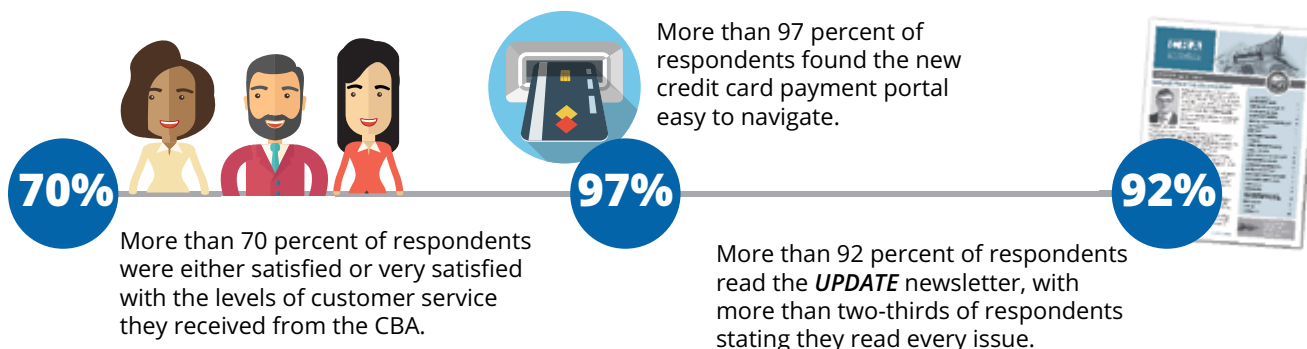 More than 97 percent of
respondents found the new
credit card payment portal
easy to navigate.
70%
97%
92%
More than 70 percent of respondents
were either satisfied or very satisfied
with the levels of customer service
they received from the CBA.
More than 92 percent of respondents
read the UPDATE newsletter, with
more than two-thirds of respondents
stating they read every issue.